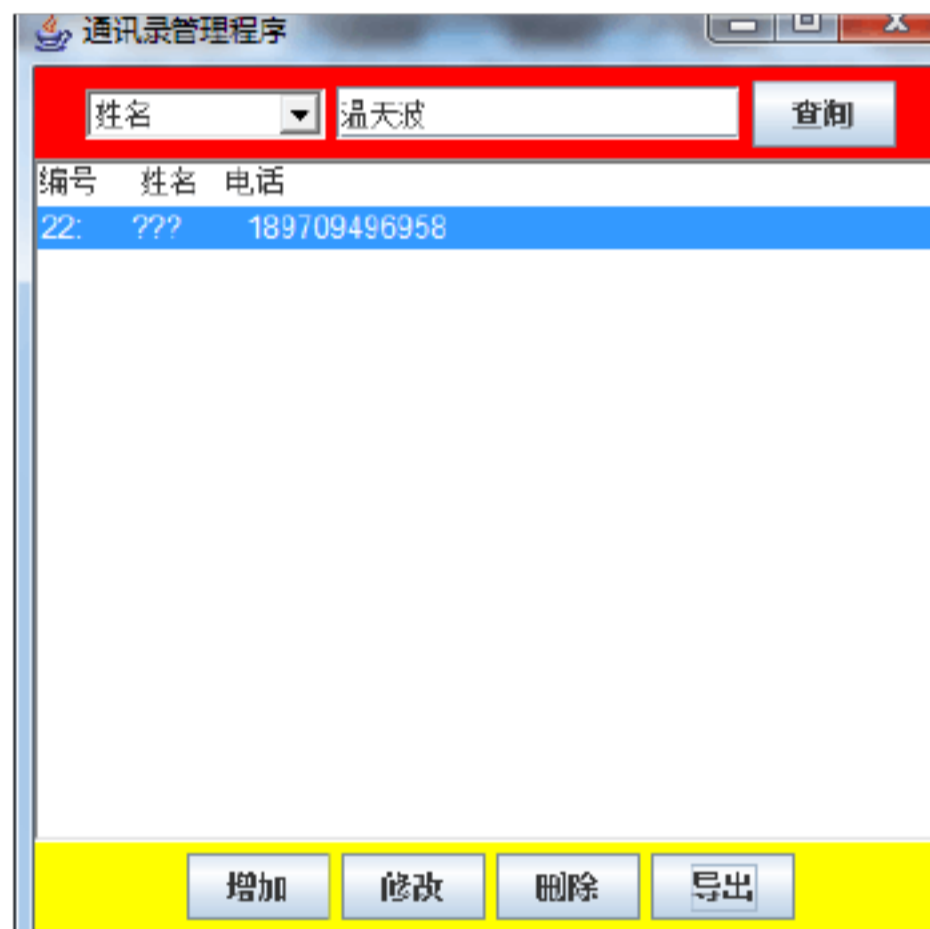 通讯录管理程序
姓名 温天波 查询
编号 姓名 电话
22: ??? 189709496958
增加 修改 删除 导出